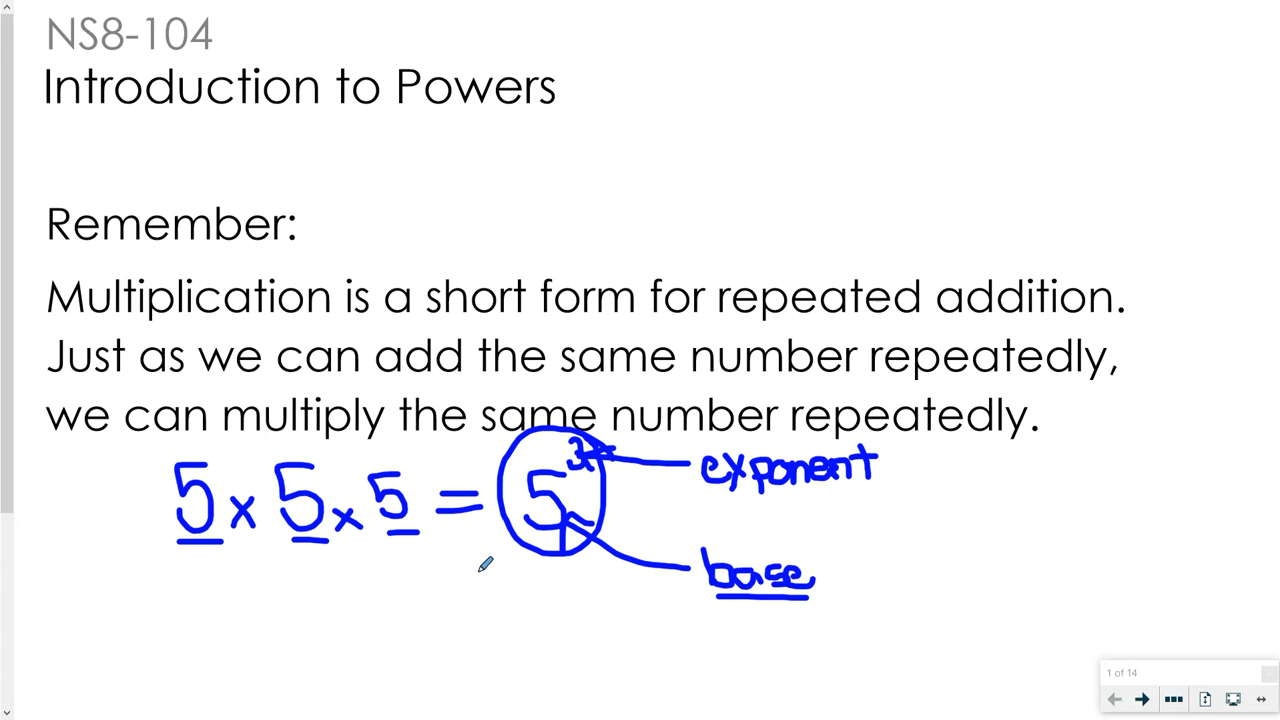 NS8-104
Introduction to Powers
Remember:
Multiplication is a short form for repeated addition.
Just as we can add the same number repeatedly,
we can multiply the same number repeatedly.
5 x 5 x 5 = 5³ exponent
base
1 of 14